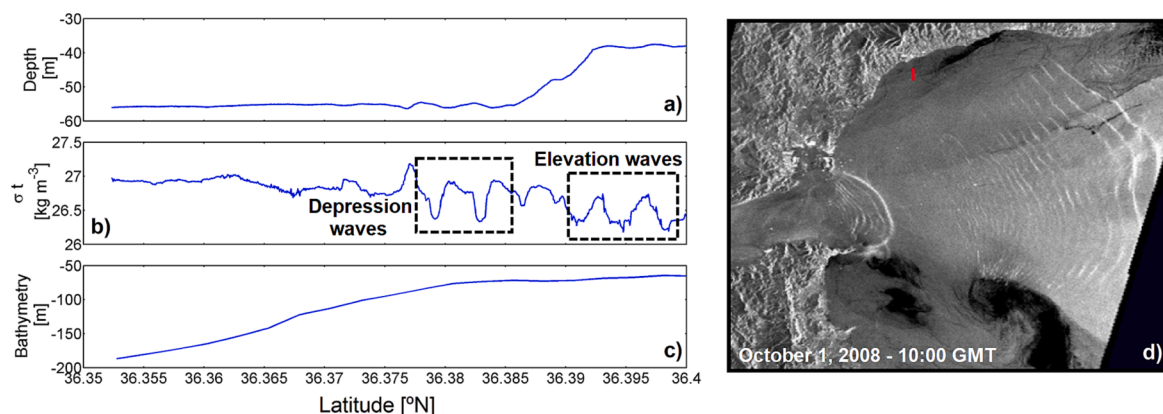 -30
-40
-50
-60
Depth
[m]
a)
27.5
27
26.5
26
σ t
[kg m-3]
Elevation waves
Depression
waves
b)
-50
-100
-150
-200
Bathymetry
[m]
c)
36.35 36.355 36.36 36.365 36.37 36.375 36.38 36.385 36.39 36.395 36.4
Latitude [ºN]
October 1, 2008 - 10:00 GMT
d)